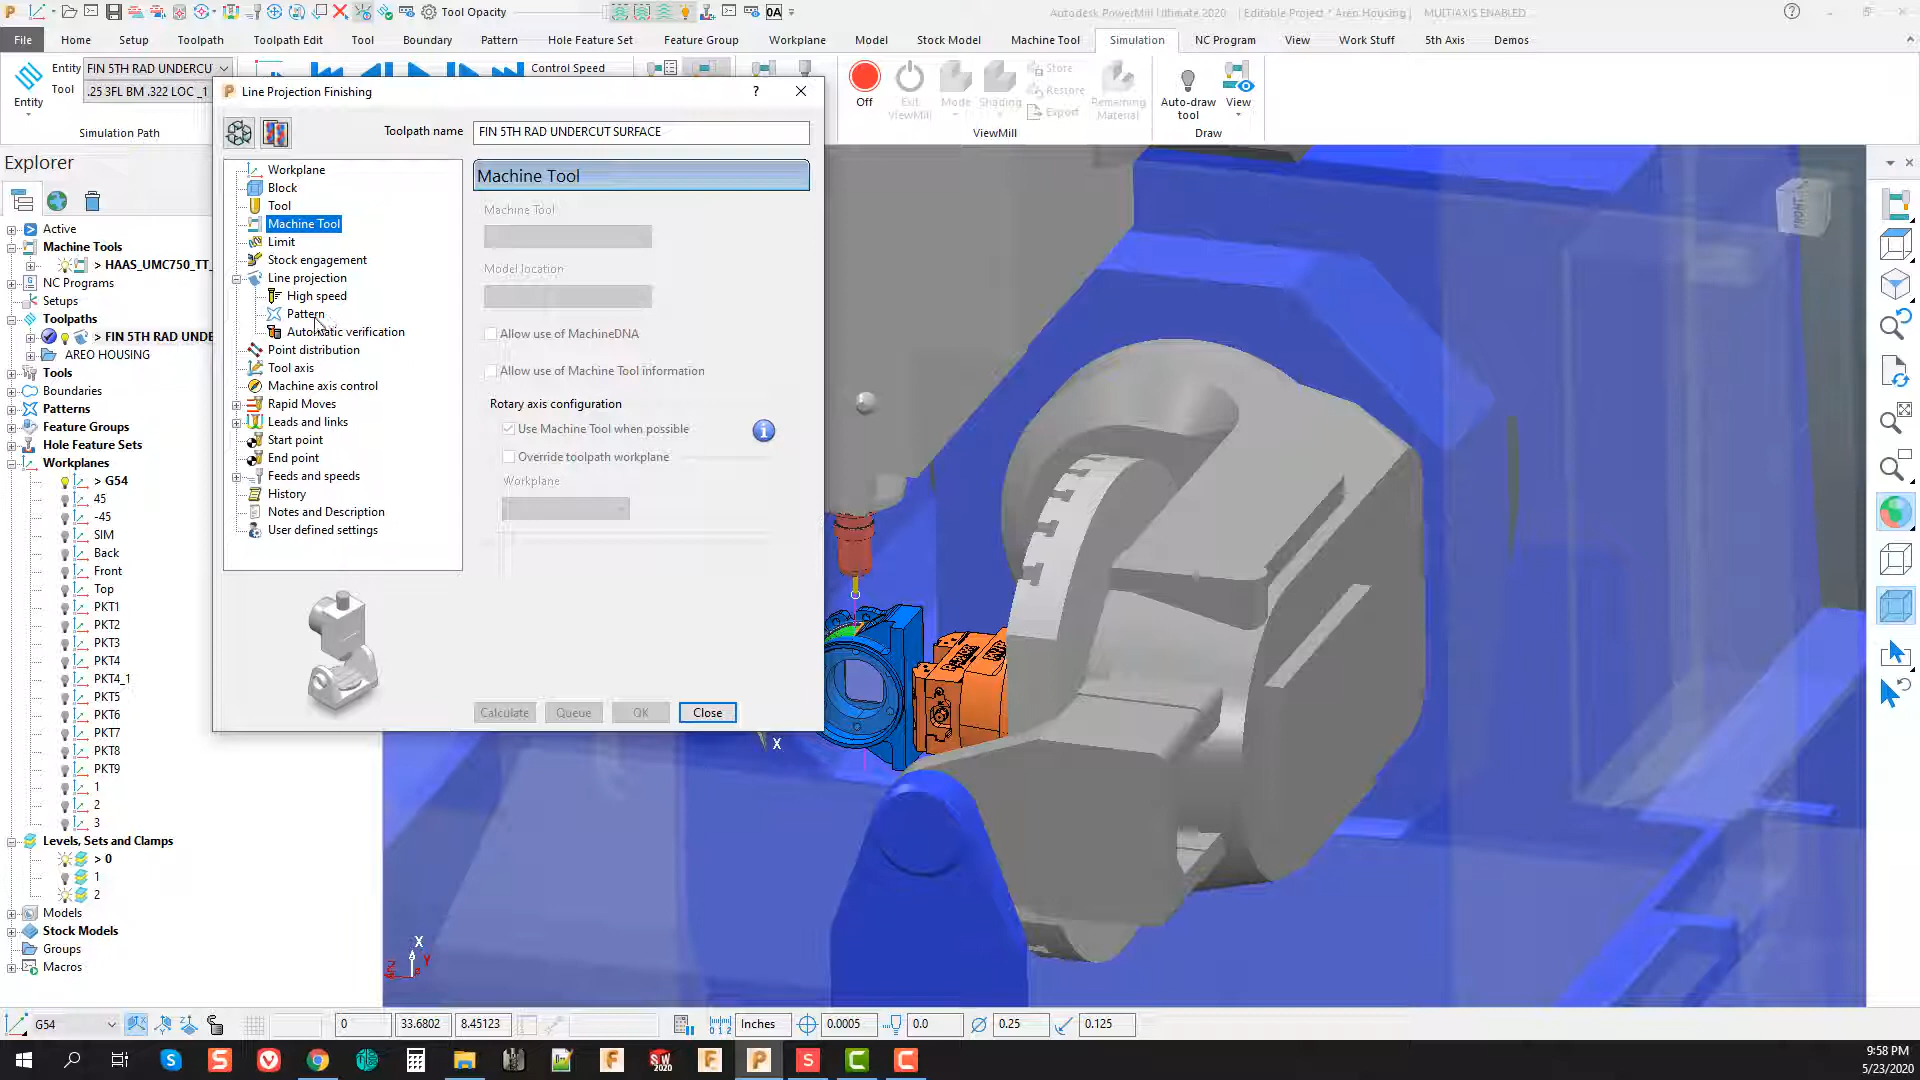 Tool Opacity
0A
Autodesk PowerMill Ultimate 2020 [ Editable Project * Aren Housing ] MULTIAXIS ENABLED
File Home Setup Toolpath Toolpath Edit Tool Boundary Pattern Hole Feature Set Feature Group Workplane Model Stock Model Machine Tool Simulation NC Program View Work Stuff 5th Axis Demos
Entity FIN 5TH RAD UNDERCU
Tool .25 3FL BM .322 LOC _1
Entity
Simulation Path
Control Speed
Off
Exit ViewMill
Mode
Shading
Store
Restore
Export
Remaining Material
ViewMill
Auto-draw tool
View
Draw
Line Projection Finishing
?
Toolpath name FIN 5TH RAD UNDERCUT SURFACE
Workplane
Block
Tool
Machine Tool
Limit
Stock engagement
Line projection
High speed
Pattern
Automatic verification
Point distribution
Tool axis
Machine axis control
Rapid Moves
Leads and links
Start point
End point
Feeds and speeds
History
Notes and Description
User defined settings
Machine Tool
Machine Tool
Model location
Allow use of MachineDNA
Allow use of Machine Tool information
Rotary axis configuration
Use Machine Tool when possible
Override toolpath workplane
Workplane
Calculate Queue OK Close
Explorer
Active
Machine Tools
> HAAS_UMC750_TT_
NC Programs
Setups
Toolpaths
> FIN 5TH RAD UNDE
AREO HOUSING
Tools
Boundaries
Patterns
Feature Groups
Hole Feature Sets
Workplanes
> G54
45
-45
SIM
Back
Front
Top
PKT1
PKT2
PKT3
PKT4
PKT4_1
PKT5
PKT6
PKT7
PKT8
PKT9
1
2
3
Levels, Sets and Clamps
> 0
1
2
Models
Stock Models
Groups
Macros
FRONT
X
X
Z
Y
G54 0 33.6802 8.45123 Inches 0.0005 0.0 0.25 0.125
9:58 PM
5/23/2020